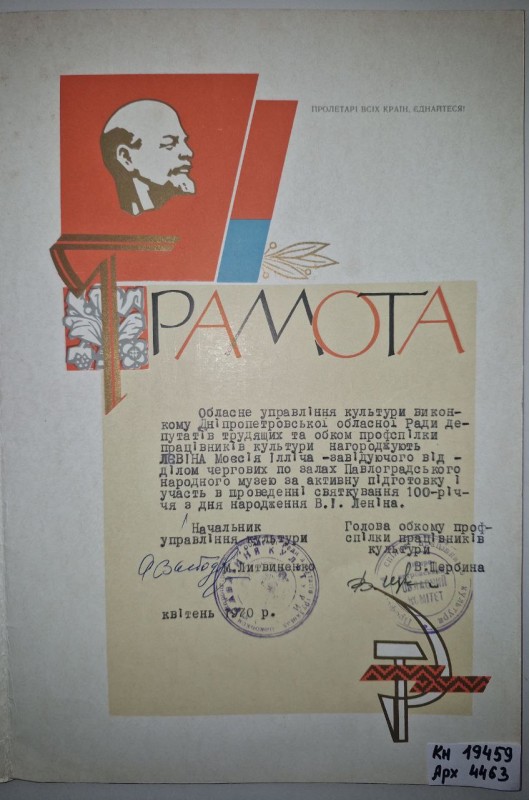 ПРОЛЕТАРІ ВСІХ КРАЇН, ЄДНАЙТЕСЯ!
ГРАМОТА
Обласне управління культури викон-
кому Дніпропетровської обласної Ради де-
путатів трудящих та обком профспілки
працівників культури нагороджують
ЛЕВІНА Мойсія Ілліча -завідуючого від -
ділом чергових по залах Павлоградського
народного музею за активну підготовку і
участь в проведенні святкування 100-річ-
чя з дня народження В.І. Леніна.
Начальник
управління культури
Голова обкому проф-
спілки працівників
культури
М.Литвиненко
В.Щербина
квітень 1970 р.
КН 19459
Арх 4463